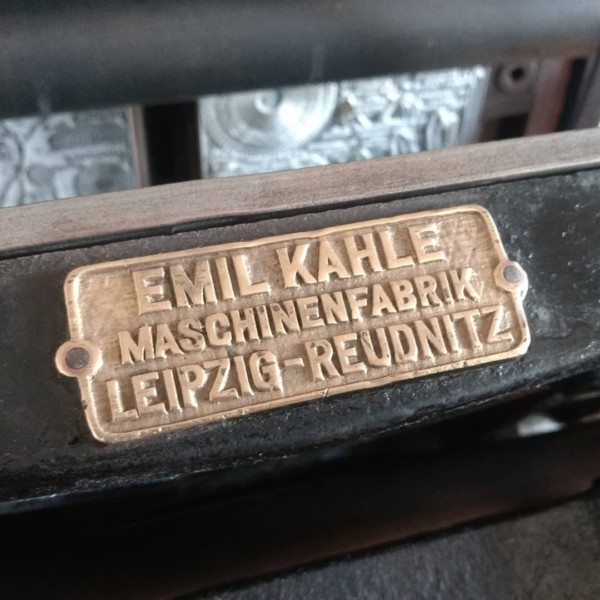 EMIL KAHLE
MASCHINENFABRIK
LEIPZIG-REUDNITZ